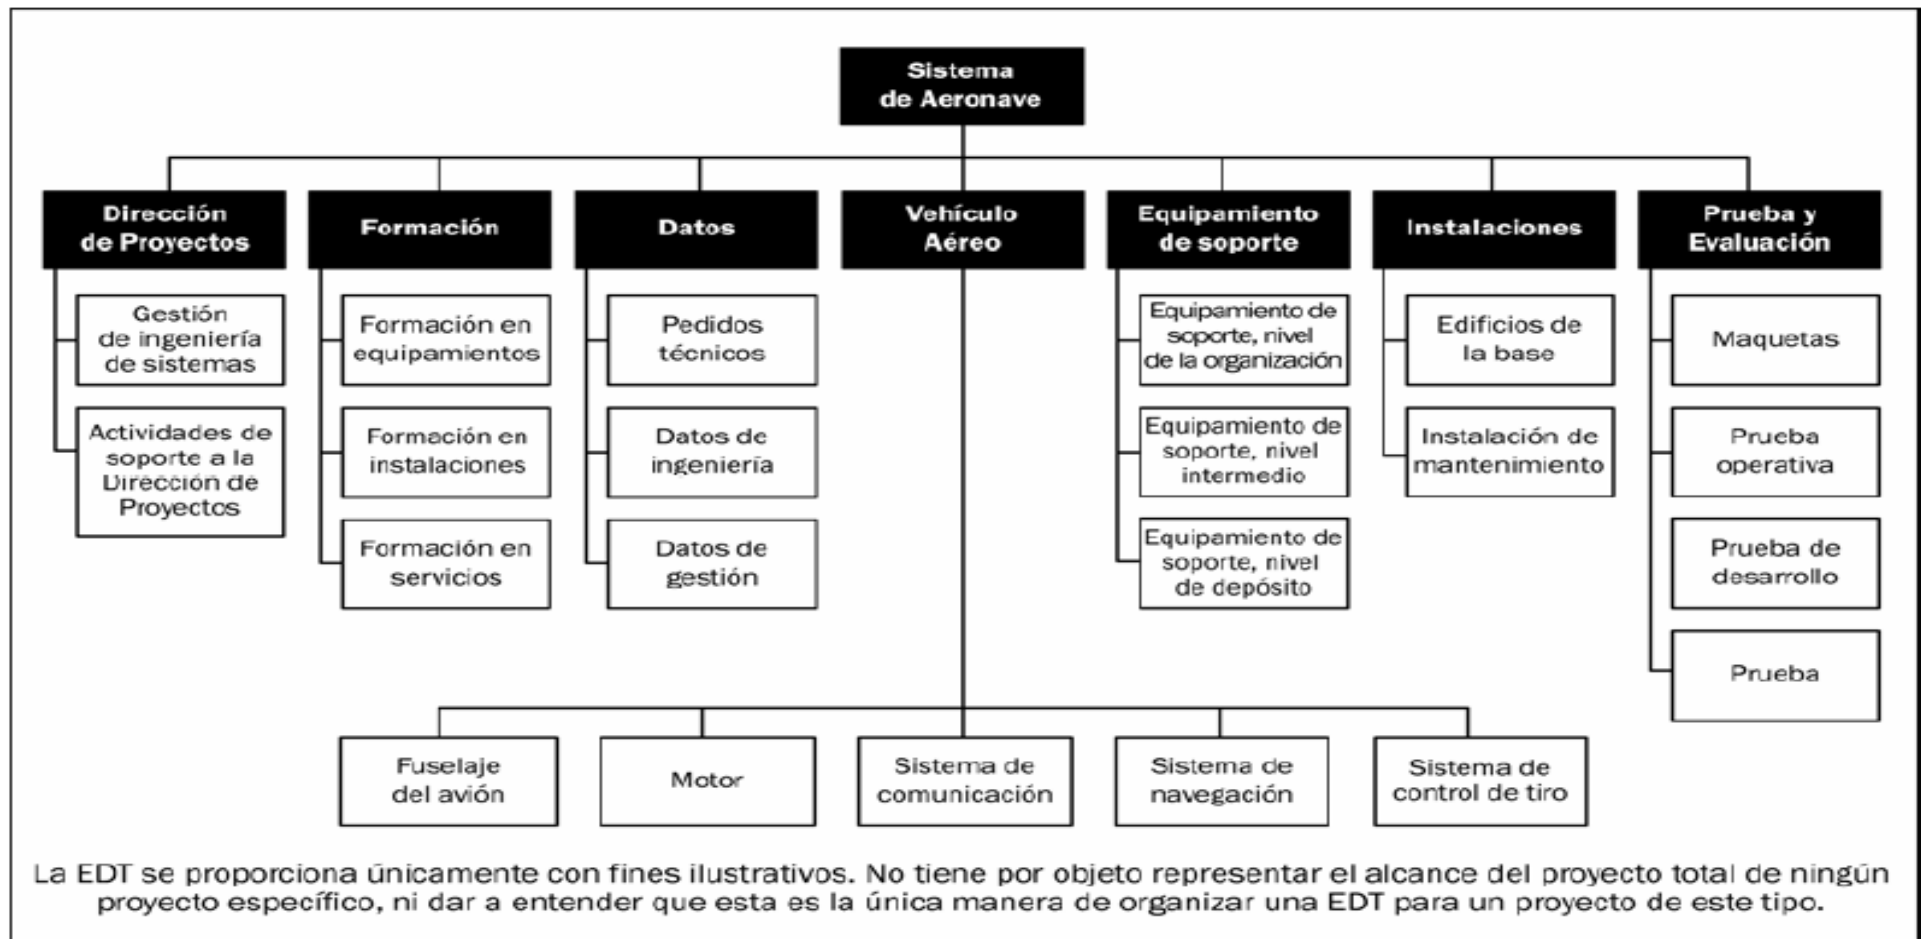 Sistema
de Aeronave
Dirección
de Proyectos
Formación
Datos
Vehículo
Aéreo
Equipamiento
de soporte
Instalaciones
Prueba y
Evaluación
Gestión
de ingeniería
de sistemas
Actividades de
soporte a la
Dirección de
Proyectos
Formación en
equipamientos
Formación en
instalaciones
Formación en
servicios
Pedidos
técnicos
Datos de
ingeniería
Datos de
gestión
Equipamiento de
soporte, nivel
de la organización
Equipamiento de
soporte, nivel
intermedio
Equipamiento de
soporte, nivel
de depósito
Edificios de
la base
Instalación de
mantenimiento
Maquetas
Prueba
operativa
Prueba de
desarrollo
Prueba
Fuselaje
del avión
Motor
Sistema de
comunicación
Sistema de
navegación
Sistema de
control de tiro
La EDT se proporciona únicamente con fines ilustrativos. No tiene por objeto representar el alcance del proyecto total de ningún
proyecto específico, ni dar a entender que esta es la única manera de organizar una EDT para un proyecto de este tipo.